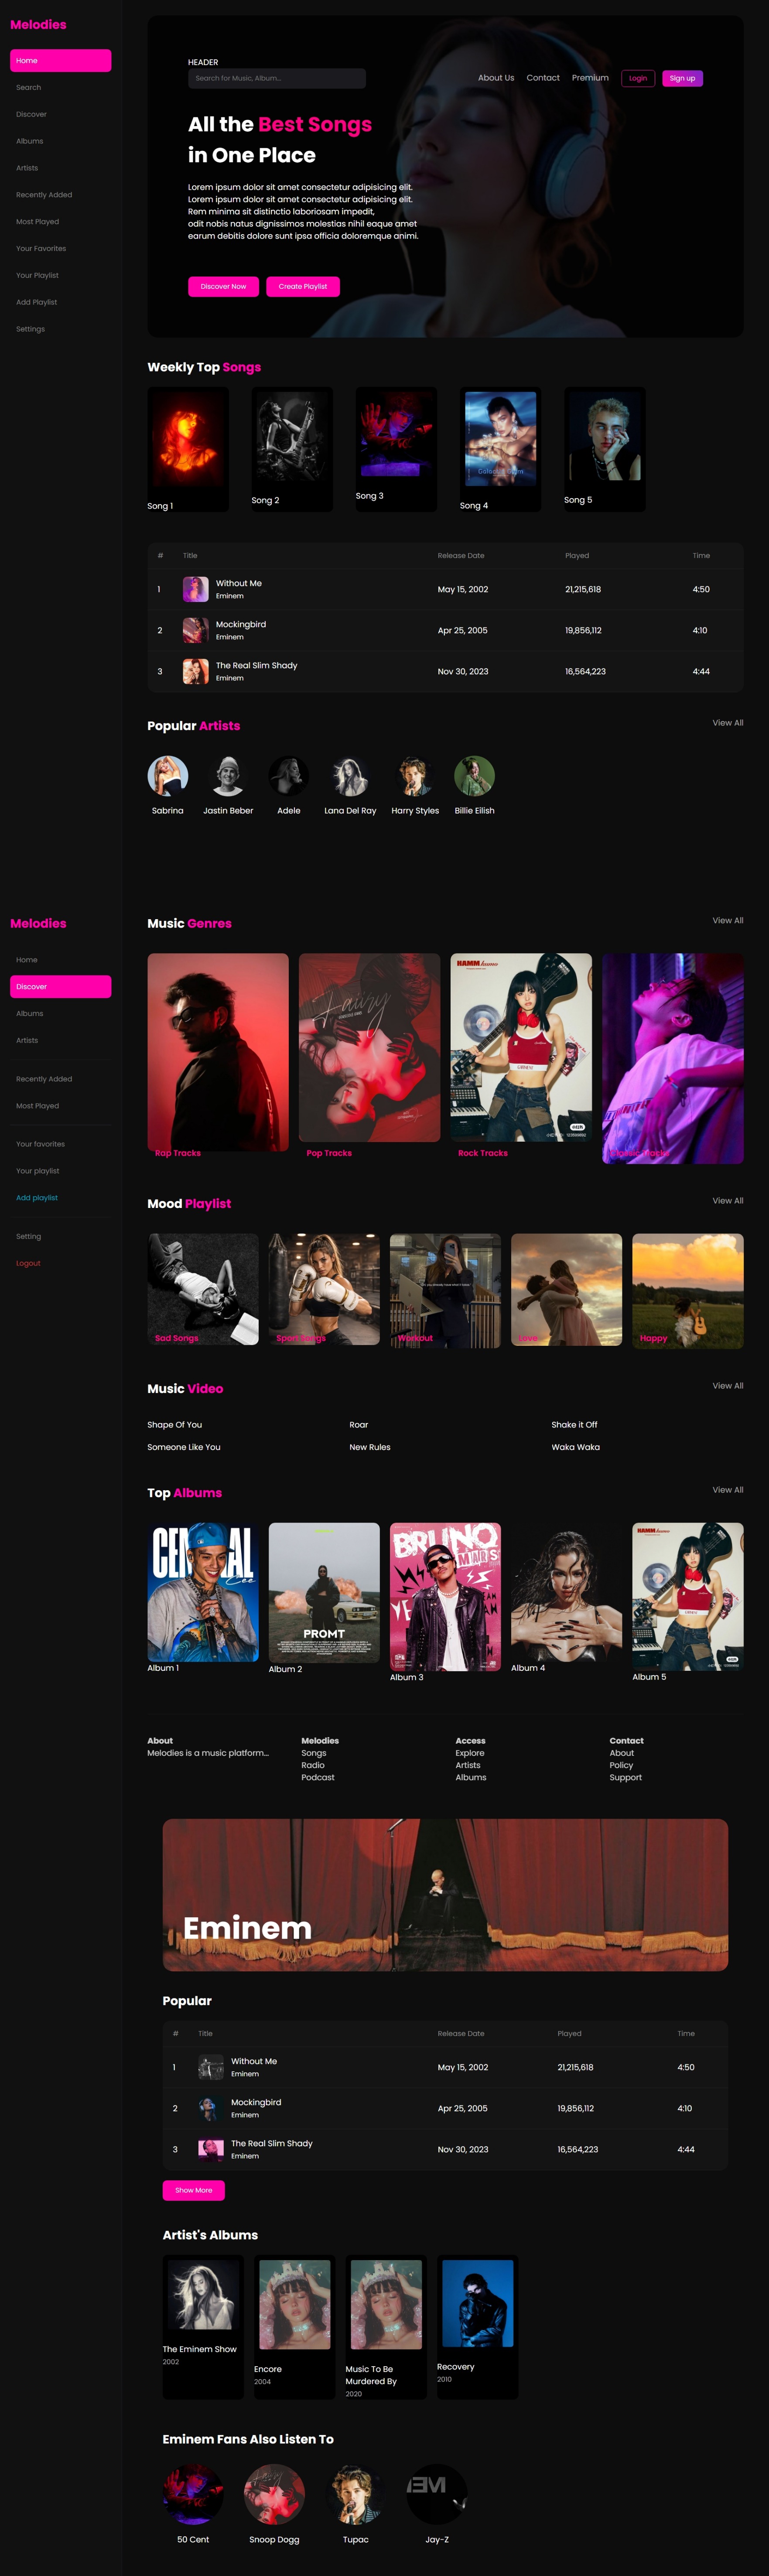 Melodies
Home
Search
Discover
Albums
Artists
Recently Added
Most Played
Your Favorites
Your Playlist
Add Playlist
Settings
HEADER
Search for Music, Album...
About Us Contact Premium Login Sign up
All the Best Songs
in One Place
Lorem ipsum dolor sit amet consectetur adipisicing elit.
Lorem ipsum dolor sit amet consectetur adipisicing elit.
Rem minima sit distinctio laboriosam impedit,
odit nobis natus dignissimos molestias nihil eaque amet
earum debitis dolore sunt ipsa officia doloremque animi.
Discover Now Create Playlist
Weekly Top Songs
Song 1 Song 2 Song 3 Song 4 Song 5
# Title Release Date Played Time
1 Without Me May 15, 2002 21,215,618 4:50
Eminem
2 Mockingbird Apr 25, 2005 19,856,112 4:10
Eminem
3 The Real Slim Shady Nov 30, 2023 16,564,223 4:44
Eminem
Popular Artists View All
Sabrina Jastin Beber Adele Lana Del Ray Harry Styles Billie Eilish
Melodies
Home
Discover
Albums
Artists
Recently Added
Most Played
Your favorites
Your playlist
Add playlist
Setting
Logout
Music Genres View All
HAMM
Rap Tracks Pop Tracks Rock Tracks Classic Tracks
Mood Playlist View All
Sad Songs Sport Songs Workout Love Happy
Music Video View All
Shape Of You Roar Shake it Off
Someone Like You New Rules Waka Waka
Top Albums View All
CENTRAL
Cee
PROMT
BRUNO
MARS
HAMM
Album 1 Album 2 Album 3 Album 4 Album 5
About Melodies Access Contact
Melodies is a music platform... Songs Explore About
Radio Artists Policy
Podcast Albums Support
Eminem
Popular
# Title Release Date Played Time
1 Without Me May 15, 2002 21,215,618 4:50
Eminem
2 Mockingbird Apr 25, 2005 19,856,112 4:10
Eminem
3 The Real Slim Shady Nov 30, 2023 16,564,223 4:44
Eminem
Show More
Artist's Albums
The Eminem Show
2002
Encore
2004
Music To Be
Murdered By
2020
Recovery
2010
Eminem Fans Also Listen To
50 Cent Snoop Dogg Tupac Jay-Z